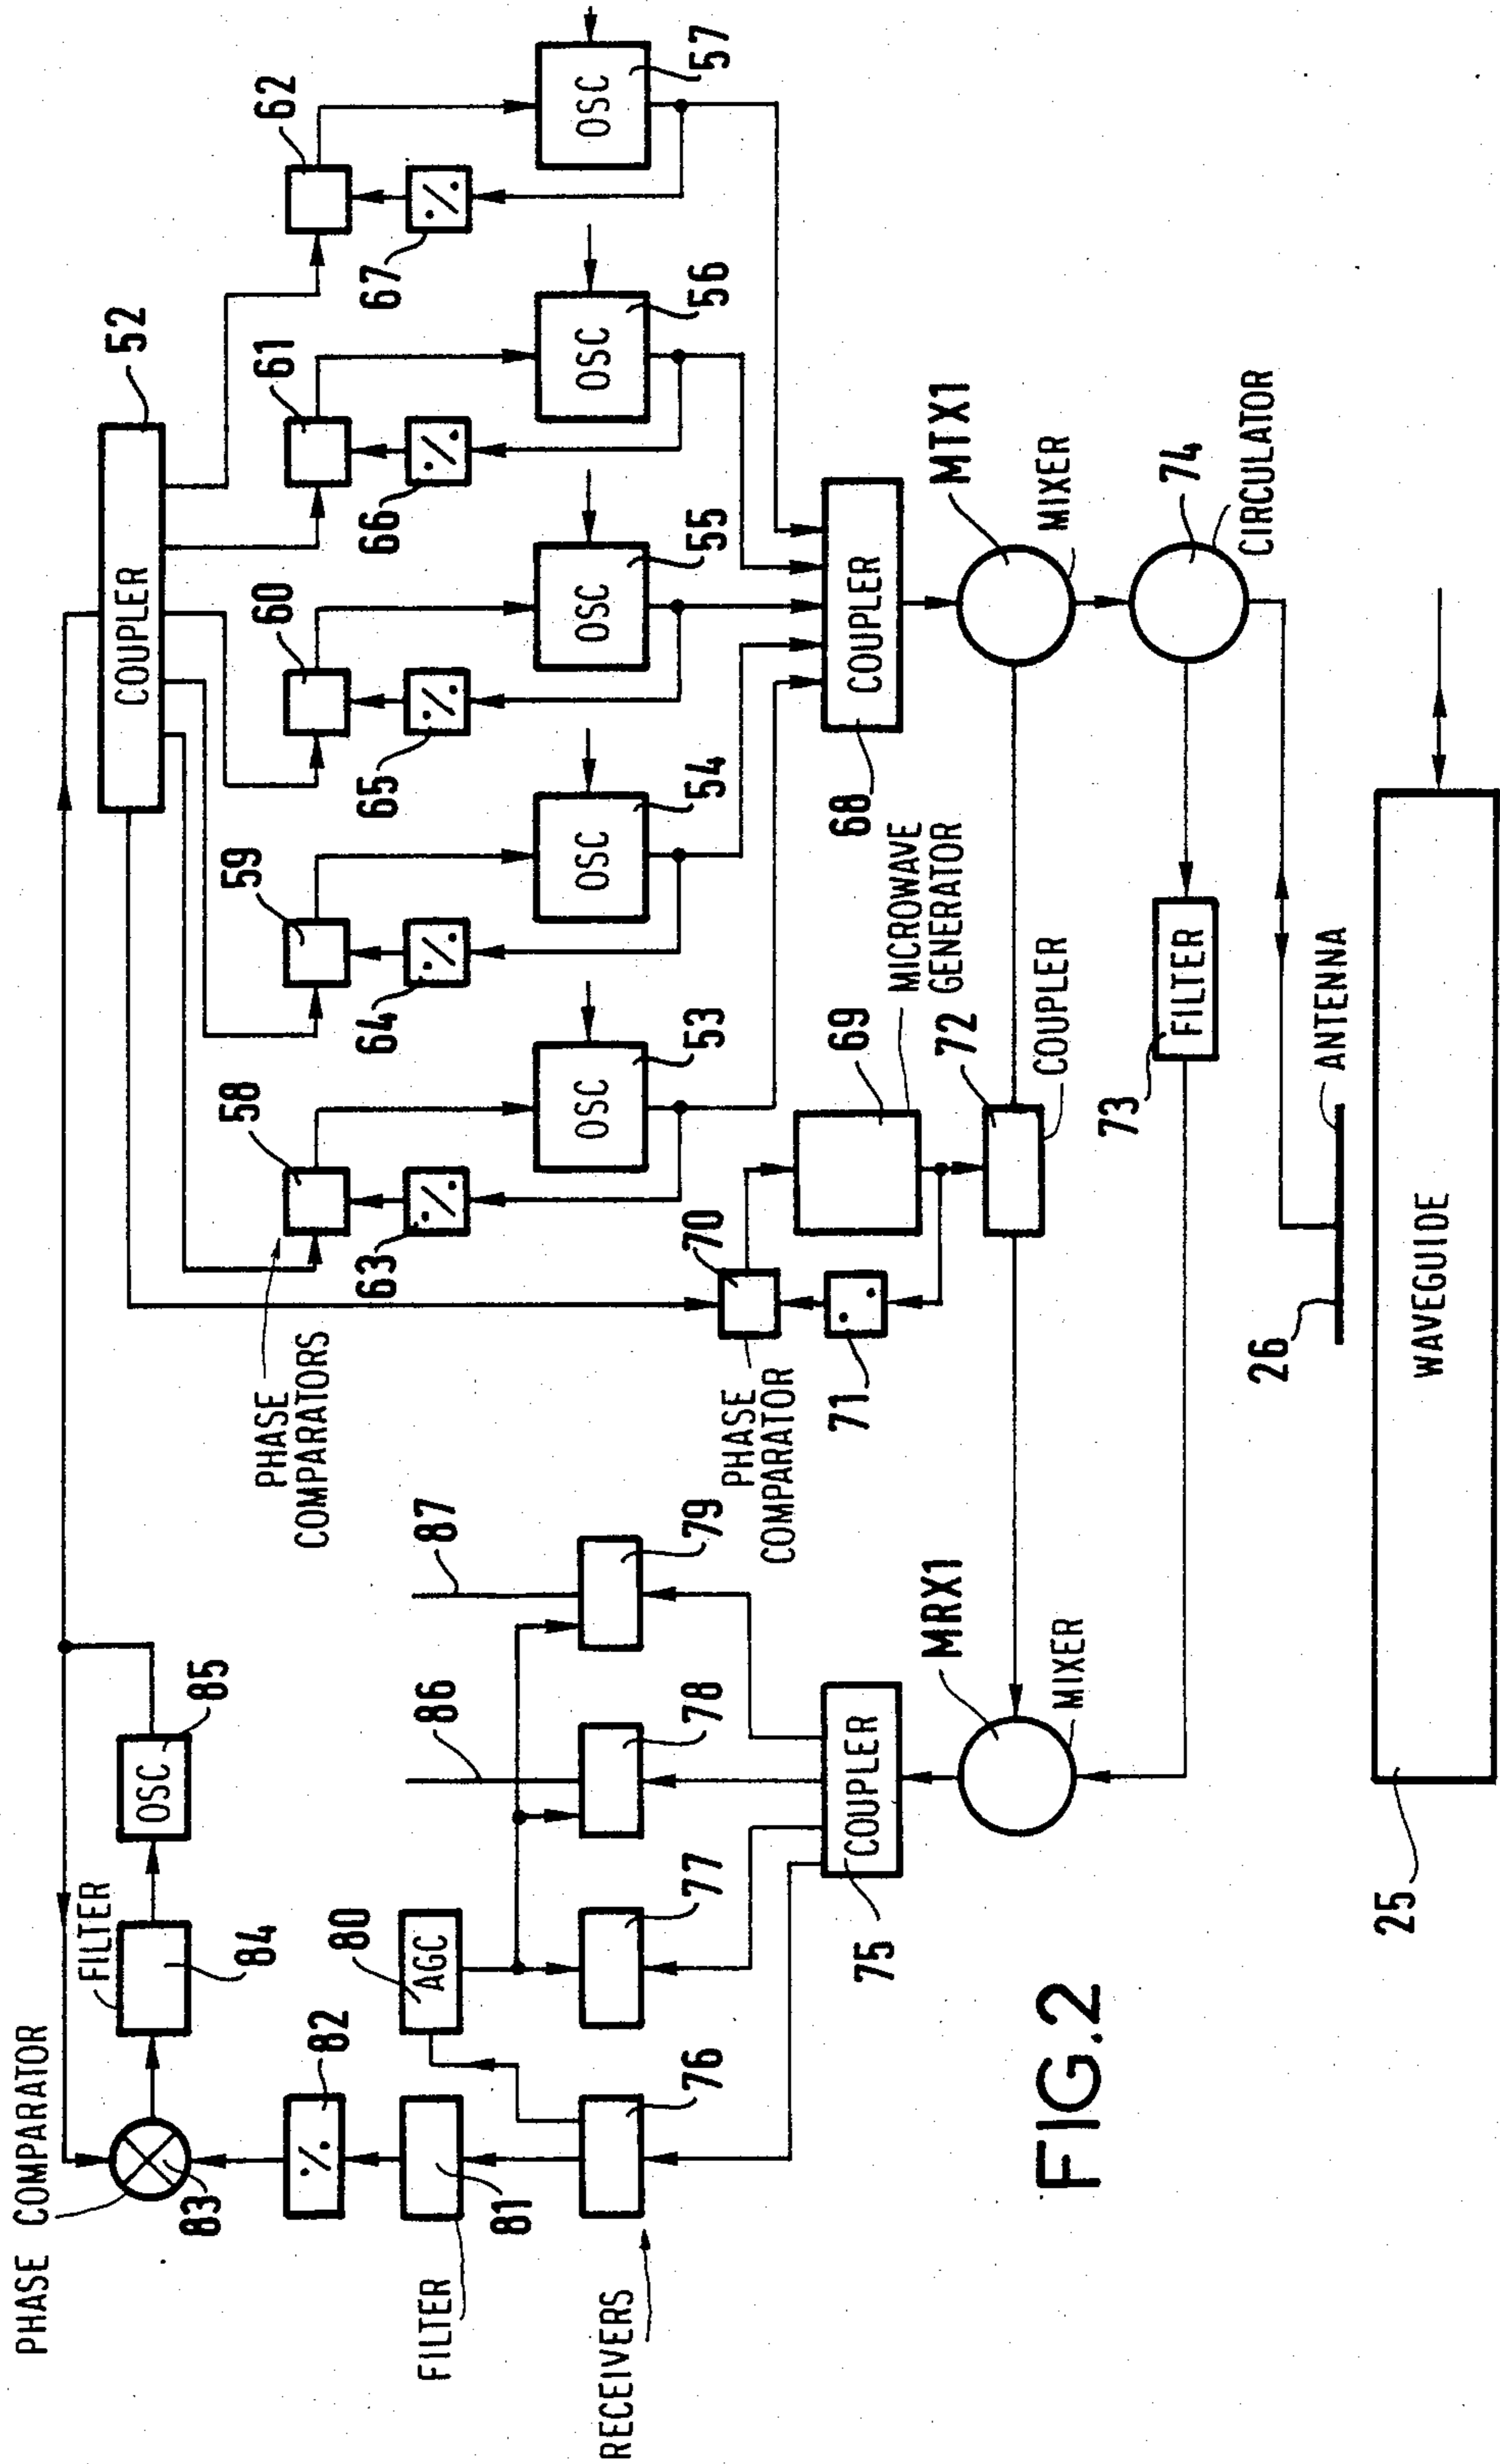 PHASE COMPARATOR
FILTER
83
84
OSC
85
COUPLER
52
82
·/.
FILTER
81
AGC
80
86
87
RECEIVERS
76
77
78
79
PHASE
COMPARATORS
58
59
60
61
62
63
·/.
64
·/.
65
·/.
66
·/.
67
·/.
OSC
53
OSC
54
OSC
55
OSC
56
OSC
57
PHASE
COMPARATOR
70
71
69
MICROWAVE
GENERATOR
68
COUPLER
75
COUPLER
MRX1
MIXER
72
COUPLER
MTX1
MIXER
73
FILTER
74
CIRCULATOR
26
ANTENNA
25
WAVEGUIDE
FIG.2